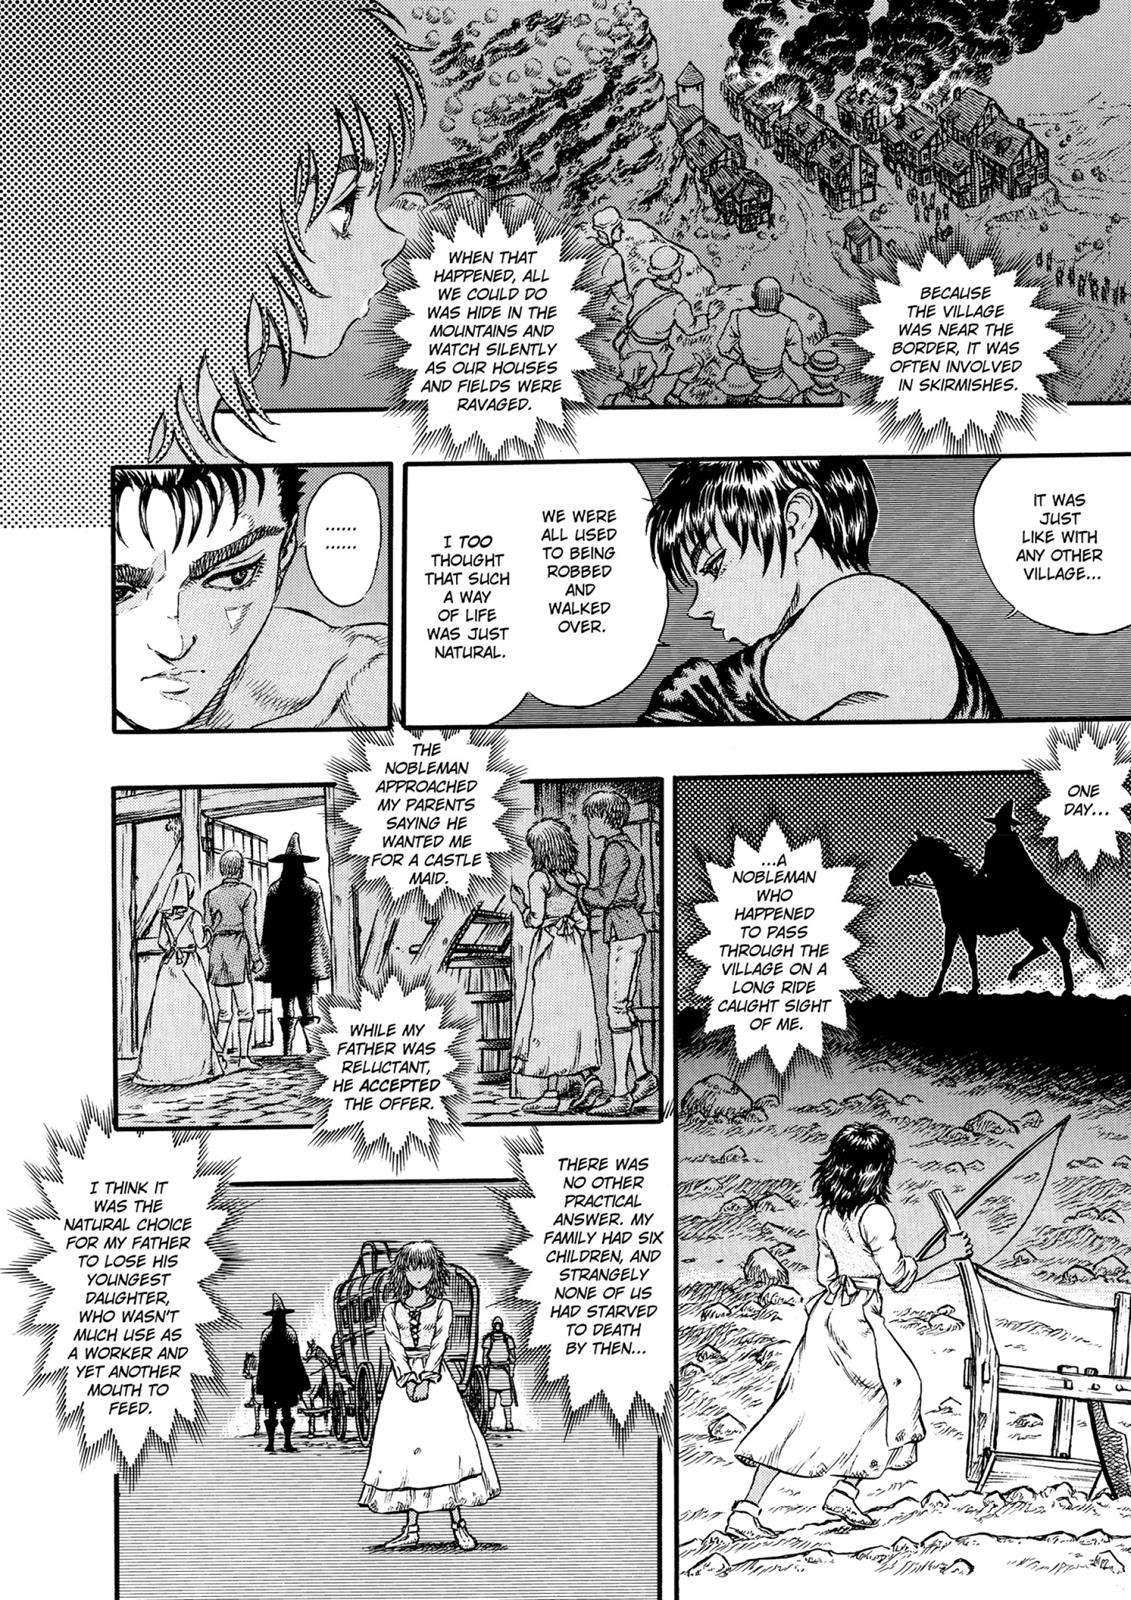 BECAUSE
THE VILLAGE
WAS NEAR THE
BORDER, IT WAS
OFTEN INVOLVED
IN SKIRMISHES.
WHEN THAT
HAPPENED, ALL
WE COULD DO
WAS HIDE IN THE
MOUNTAINS AND
WATCH SILENTLY
AS OUR HOUSES
AND FIELDS WERE
RAVAGED.
IT WAS
JUST
LIKE WITH
ANY OTHER
VILLAGE...
WE WERE
ALL USED
TO BEING
ROBBED
AND
WALKED
OVER.
I TOO
THOUGHT
THAT SUCH
A WAY
OF LIFE
WAS JUST
NATURAL.
......
......
ONE
DAY...
...A
NOBLEMAN
WHO
HAPPENED
TO PASS
THROUGH THE
VILLAGE ON A
LONG RIDE
CAUGHT SIGHT
OF ME.
THE
NOBLEMAN
APPROACHED
MY PARENTS
SAYING HE
WANTED ME
FOR A CASTLE
MAID.
WHILE MY
FATHER WAS
RELUCTANT,
HE ACCEPTED
THE OFFER.
THERE WAS
NO OTHER
PRACTICAL
ANSWER. MY
FAMILY HAD SIX
CHILDREN, AND
STRANGELY
NONE OF US
HAD STARVED
TO DEATH
BY THEN...
I THINK IT
WAS THE
NATURAL CHOICE
FOR MY FATHER
TO LOSE HIS
YOUNGEST
DAUGHTER,
WHO WASN'T
MUCH USE AS
A WORKER AND
YET ANOTHER
MOUTH TO
FEED.